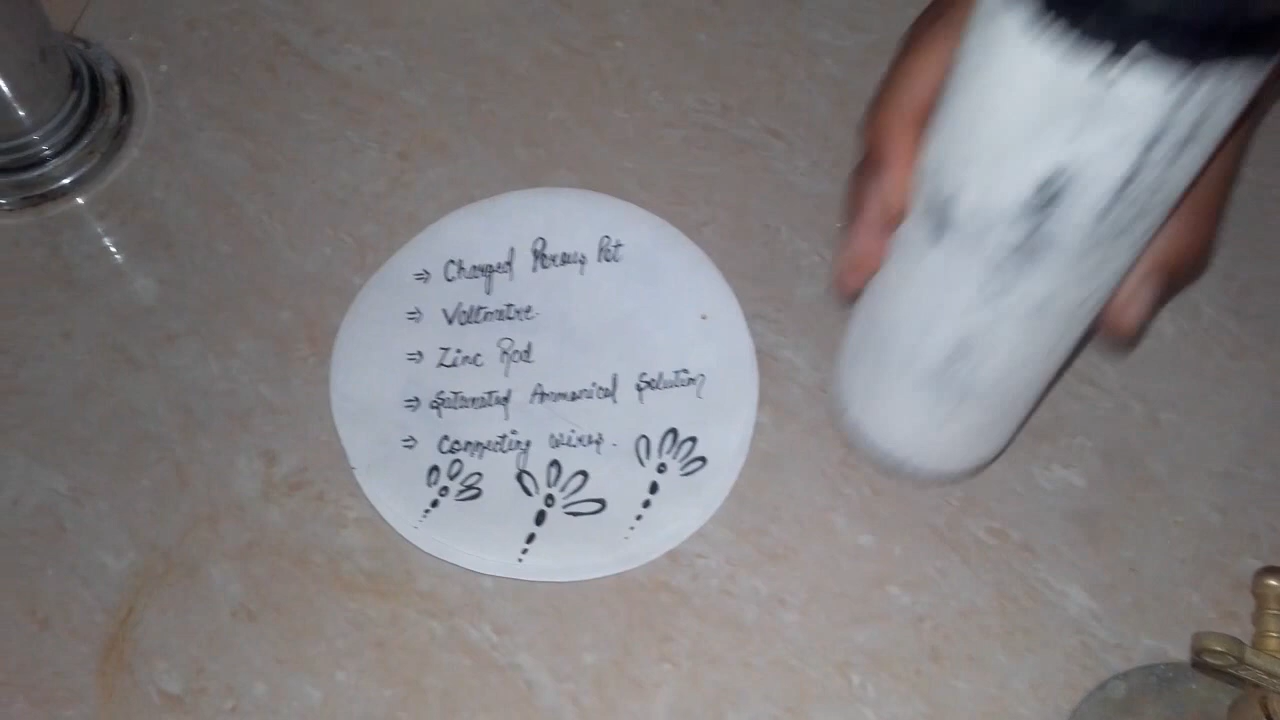 ⇒ Charged Porous Pot
⇒ Voltmetre.
⇒ Zinc Rod
⇒ Saturated Ammonical Solution
⇒ Connecting wires.